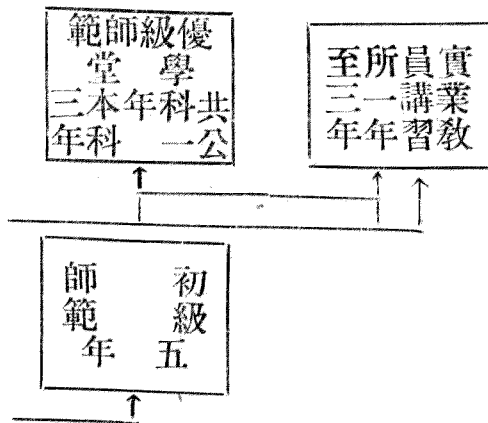 優級師範
學堂
共公
科一
年
本科
三年
實業教
員講習
所一年
至三年
初級
師範
五年